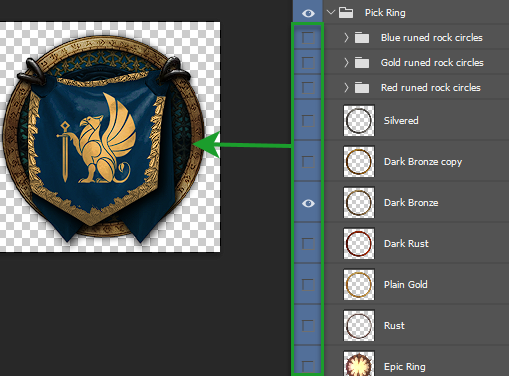 Pick Ring
Blue runed rock circles
Gold runed rock circles
Red runed rock circles
Silvered
Dark Bronze copy
Dark Bronze
Dark Rust
Plain Gold
Rust
Epic Ring